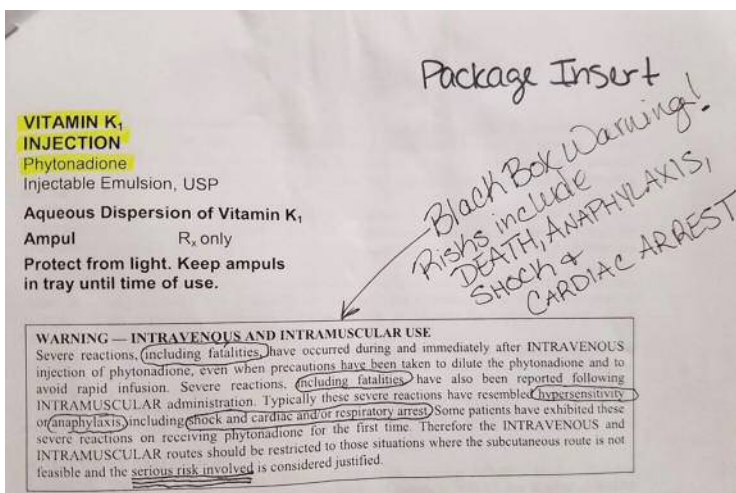 Package Insert
VITAMIN K₁
INJECTION
Phytonadione
Injectable Emulsion, USP
Aqueous Dispersion of Vitamin K₁
Ampul Rₓ only
Protect from light. Keep ampuls
in tray until time of use.
Black Box Warning!
Risks include
DEATH, ANAPHYLAXIS,
SHOCK &
CARDIAC ARREST
WARNING — INTRAVENOUS AND INTRAMUSCULAR USE
Severe reactions, including fatalities, have occurred during and immediately after INTRAVENOUS
injection of phytonadione, even when precautions have been taken to dilute the phytonadione and to
avoid rapid infusion. Severe reactions, including fatalities, have also been reported following
INTRAMUSCULAR administration. Typically these severe reactions have resembled hypersensitivity
or anaphylaxis, including shock and cardiac and/or respiratory arrest. Some patients have exhibited these
severe reactions on receiving phytonadione for the first time. Therefore the INTRAVENOUS and
INTRAMUSCULAR routes should be restricted to those situations where the subcutaneous route is not
feasible and the serious risk involved is considered justified.